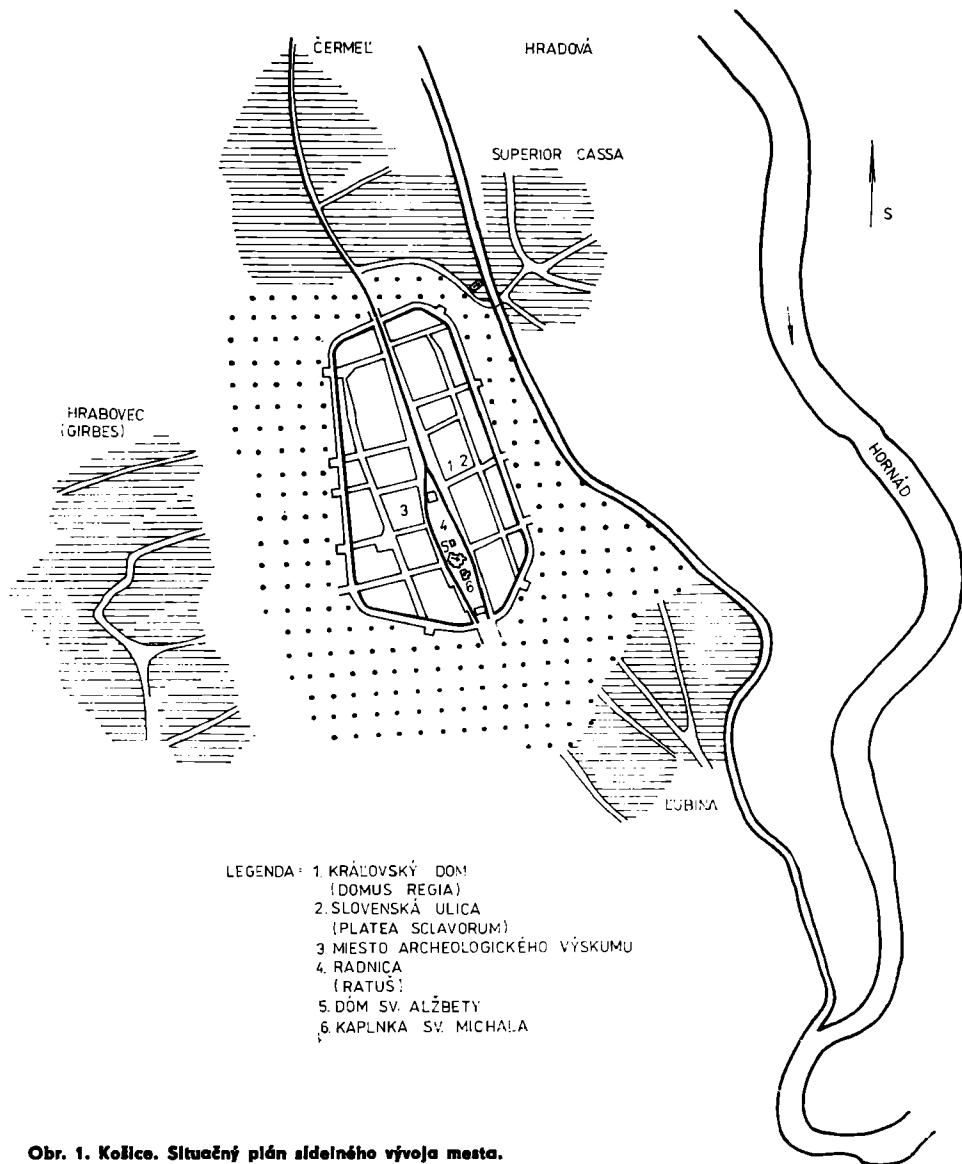 ČERMEĽ
HRADOVÁ
SUPERIOR CASSA
S
HRABOVEC
(GIRBES)
HORNÁD
1 2
3
4
5
6
ĽUBINA
LEGENDA: 1. KRÁĽOVSKÝ DOM
(DOMUS REGIA)
2. SLOVENSKÁ ULICA
(PLATEA SCLAVORUM)
3 MIESTO ARCHEOLOGICKÉHO VÝSKUMU
4. RADNICA
(RATUŠ)
5. DÓM SV. ALŽBETY
6. KAPLNKA SV. MICHALA
Obr. 1. Košice. Situačný plán sídelného vývoja mesta.